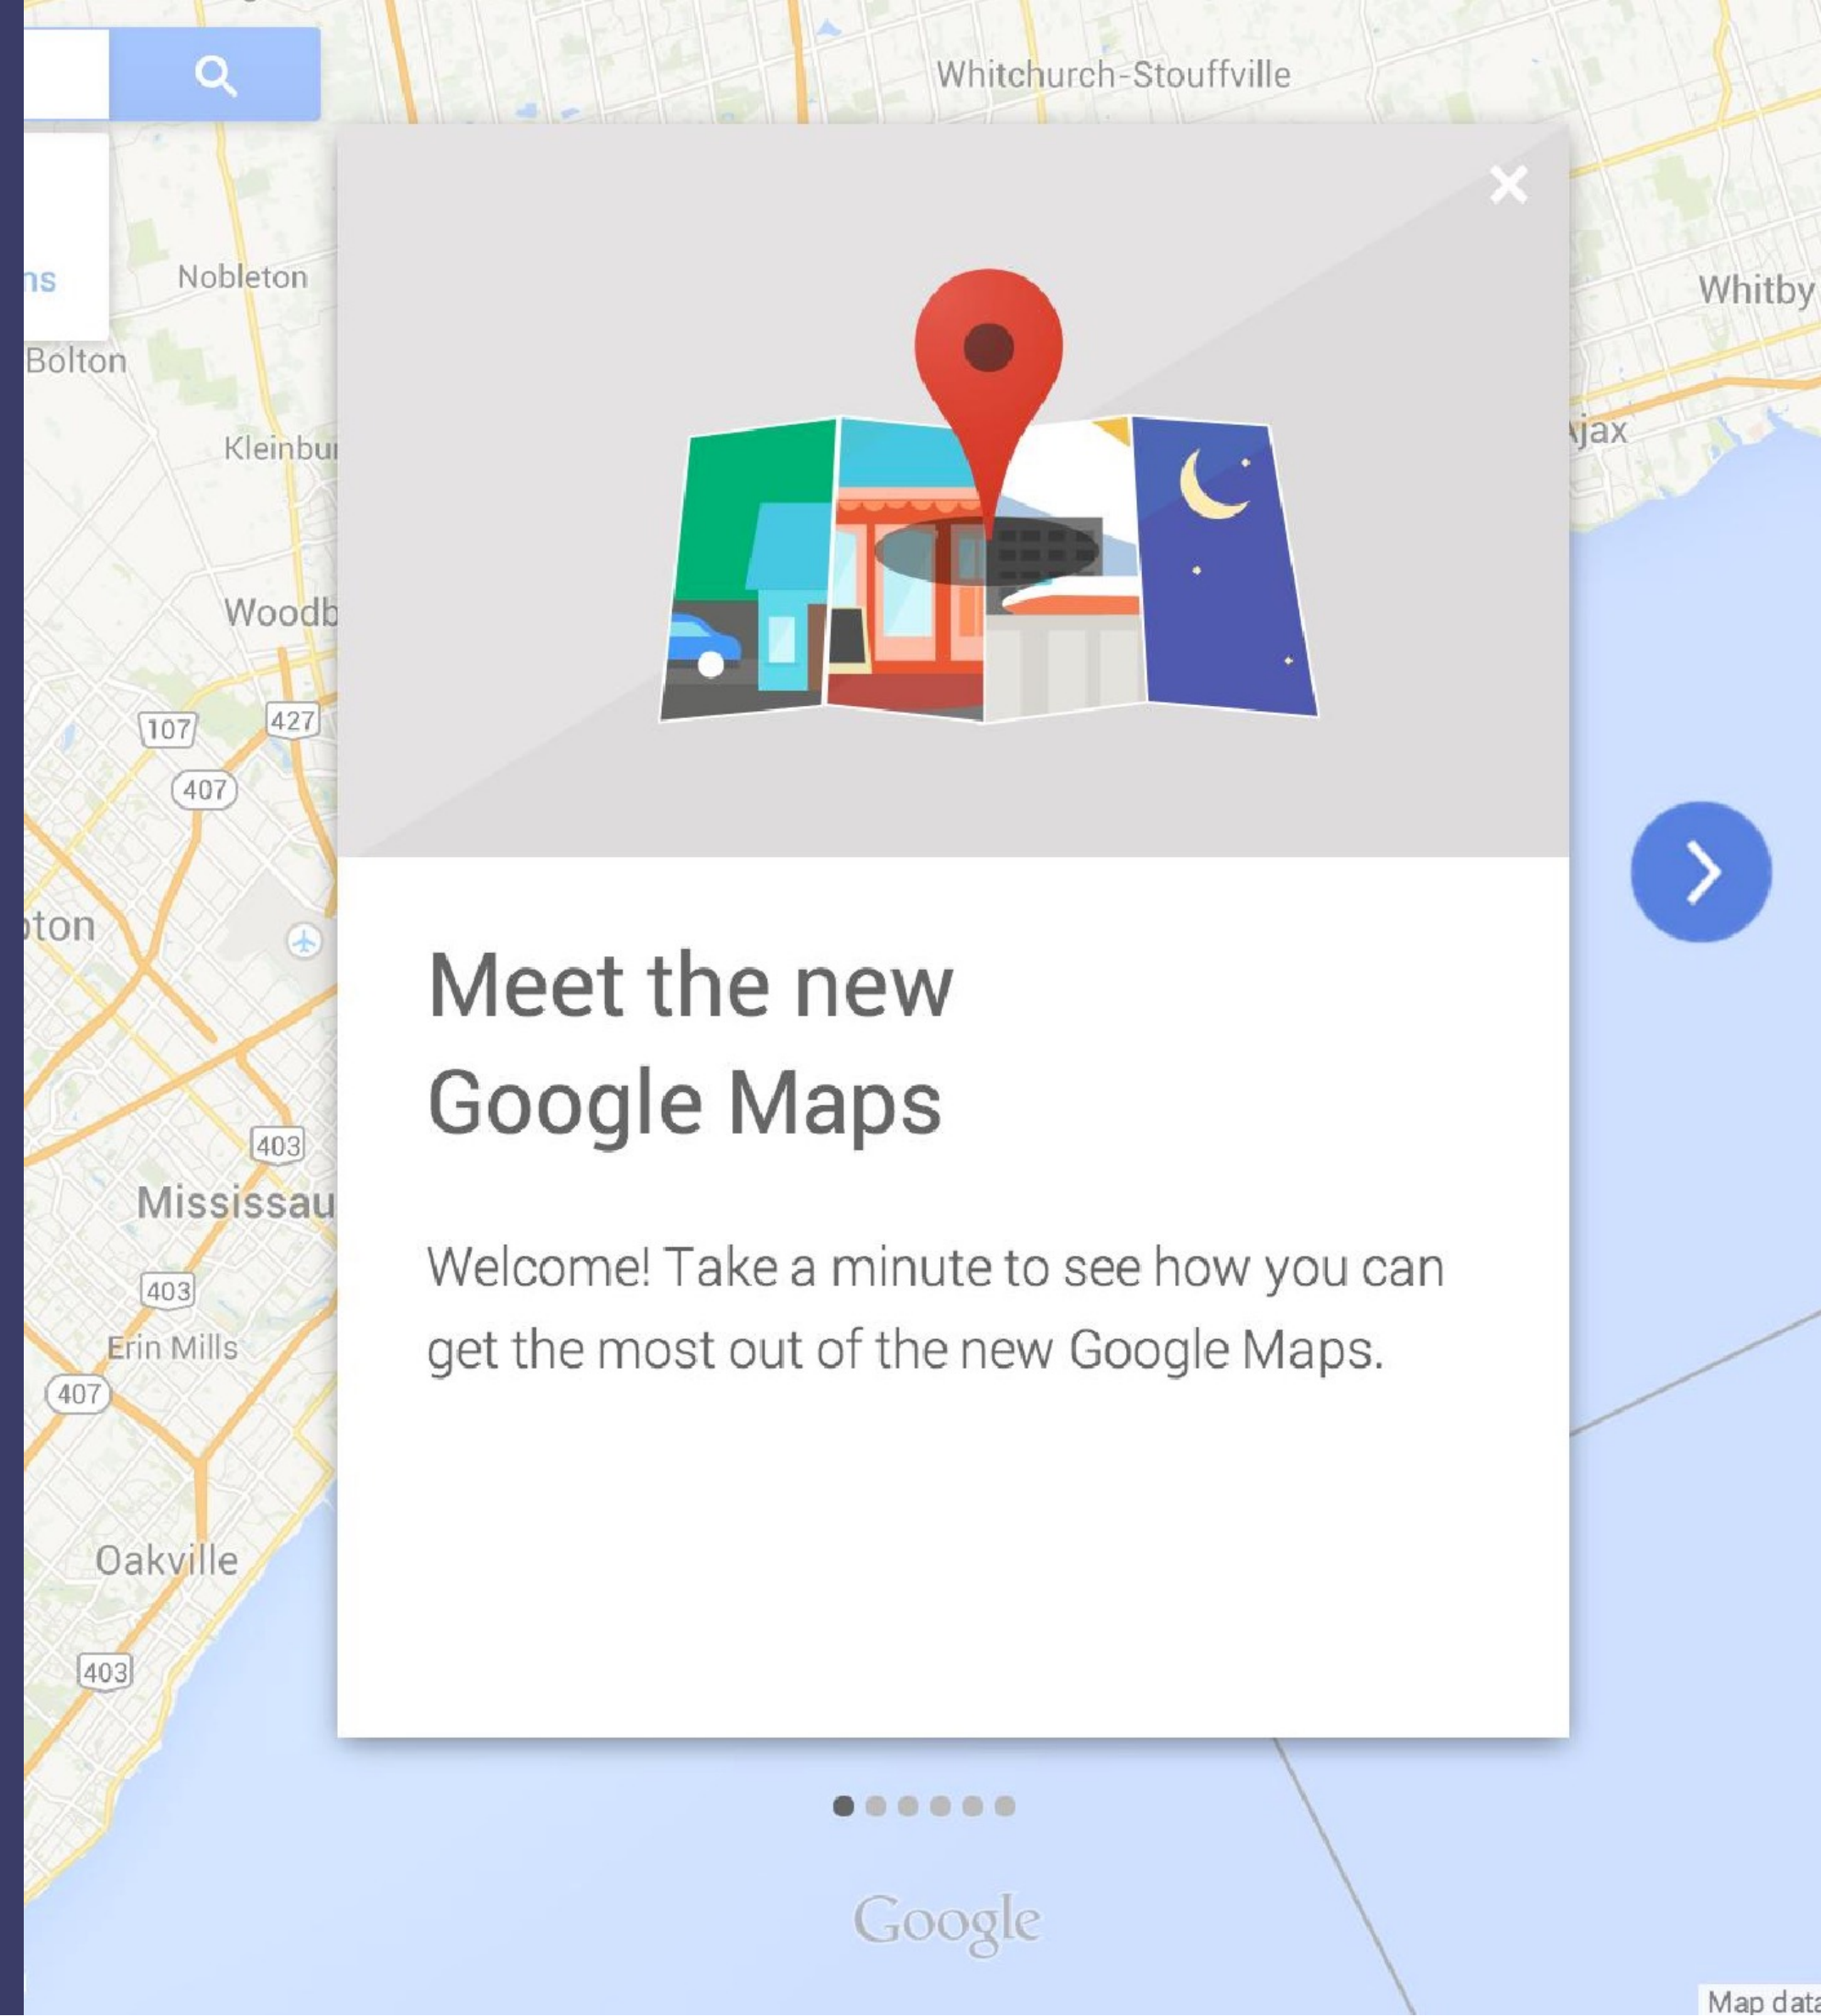 Whitchurch-Stouffville
ns
Nobleton
Whitby
Bolton
Kleinbur
Ajax
Woodb
107
427
407
ton
Meet the new
Google Maps
403
Mississau
Welcome! Take a minute to see how you can
get the most out of the new Google Maps.
403
Erin Mills
407
Oakville
403
Google
Map data